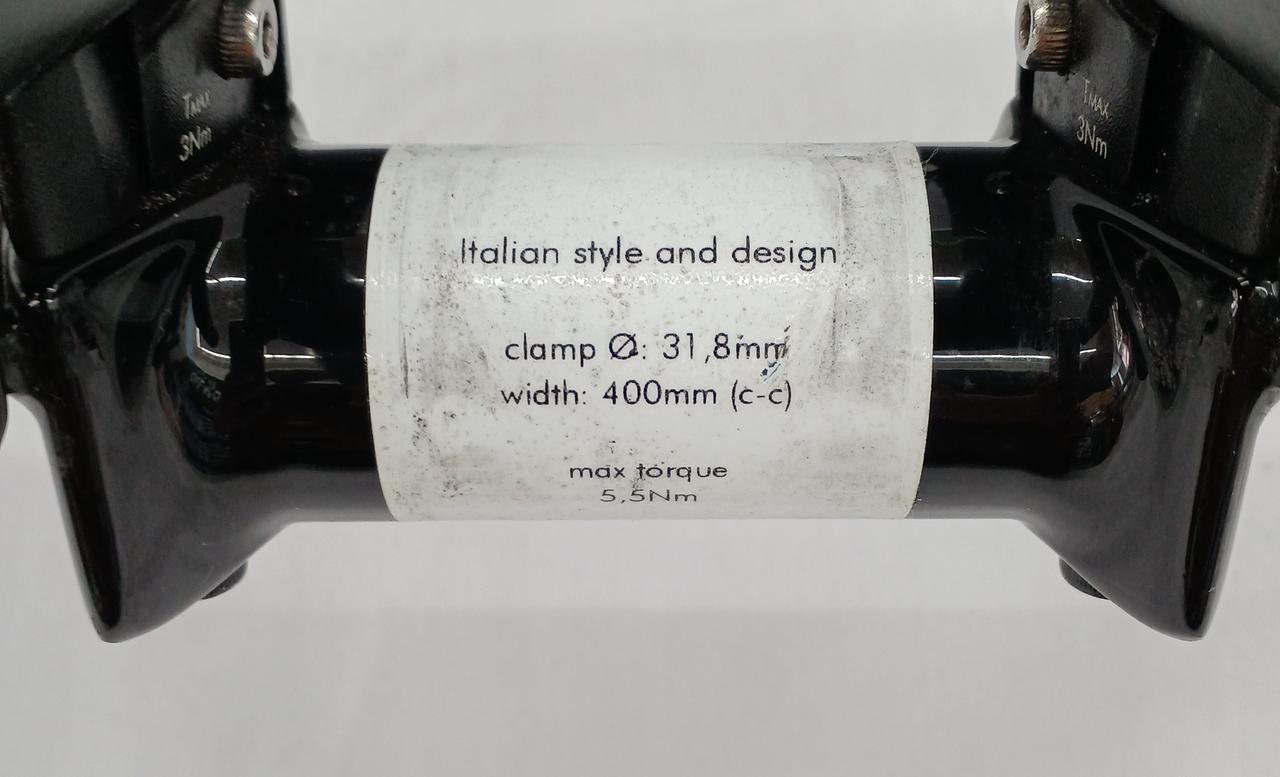 TMAX
3Nm
TMAX
3Nm
Italian style and design
clamp Ø: 31,8mm
width: 400mm (c-c)
max torque
5,5Nm